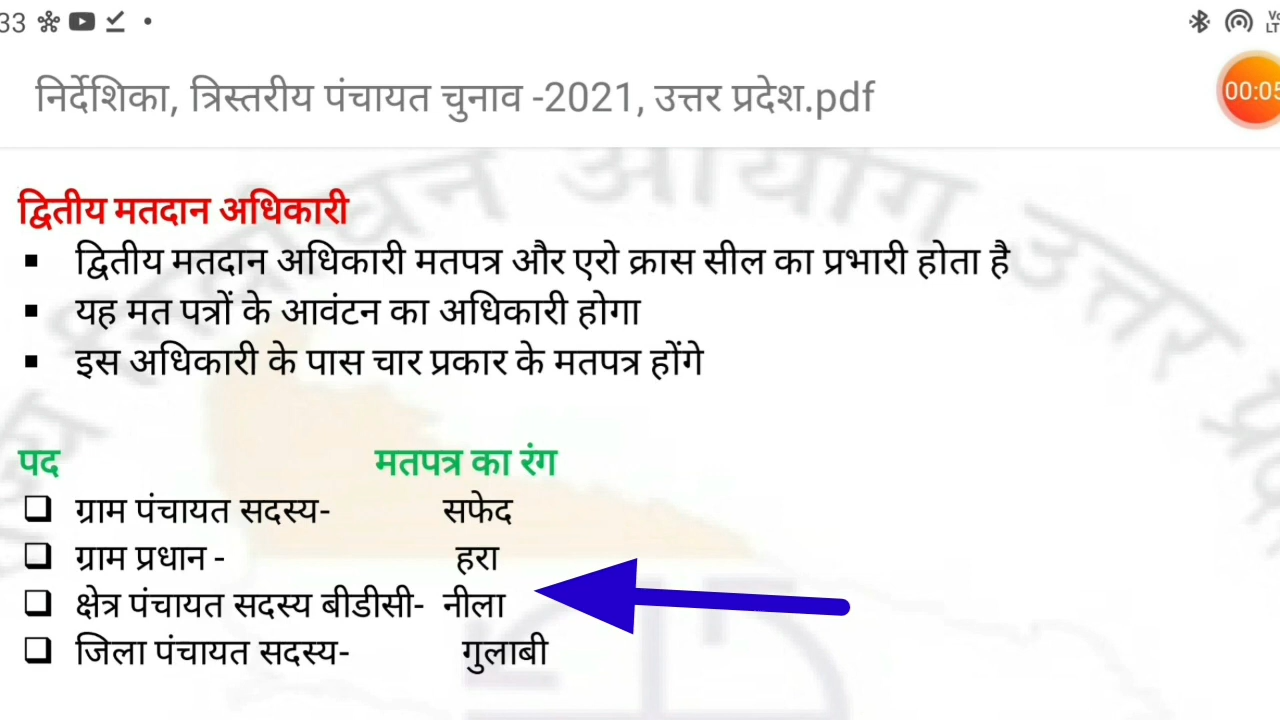 33
Vo
LT
निर्देशिका, त्रिस्तरीय पंचायत चुनाव -2021, उत्तर प्रदेश.pdf
00:05
द्वितीय मतदान अधिकारी
▪ द्वितीय मतदान अधिकारी मतपत्र और एरो क्रास सील का प्रभारी होता है
▪ यह मत पत्रों के आवंटन का अधिकारी होगा
▪ इस अधिकारी के पास चार प्रकार के मतपत्र होंगे
पद मतपत्र का रंग
❑ ग्राम पंचायत सदस्य- सफेद
❑ ग्राम प्रधान - हरा
❑ क्षेत्र पंचायत सदस्य बीडीसी- नीला
❑ जिला पंचायत सदस्य- गुलाबी